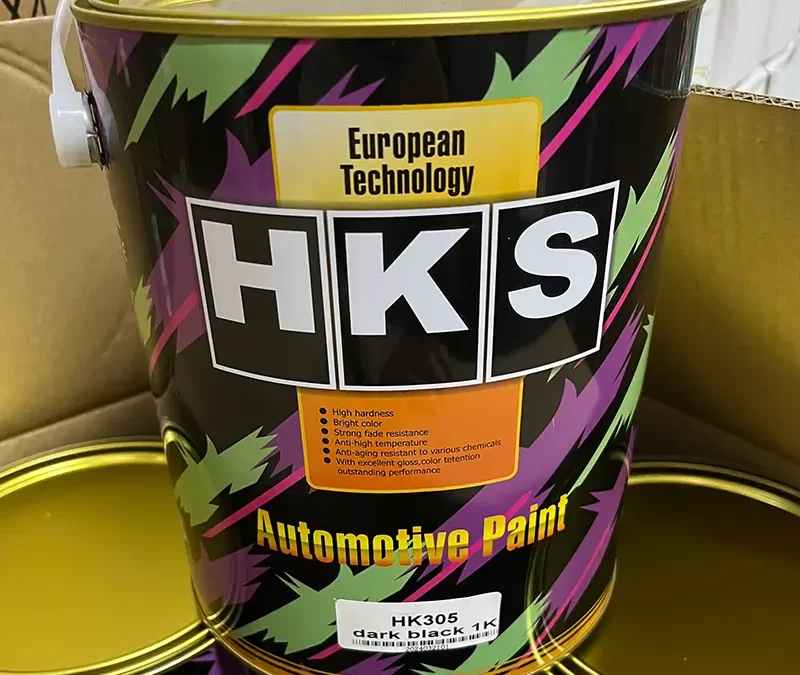 European
Technology
HKS
● High hardness
● Bright color
● Strong fade resistance
● Anti-high temperature
● Anti-aging resistant to various chemicals
● With excellent gloss,color retention
outstanding performance
Automotive Paint
HK305
dark black 1K